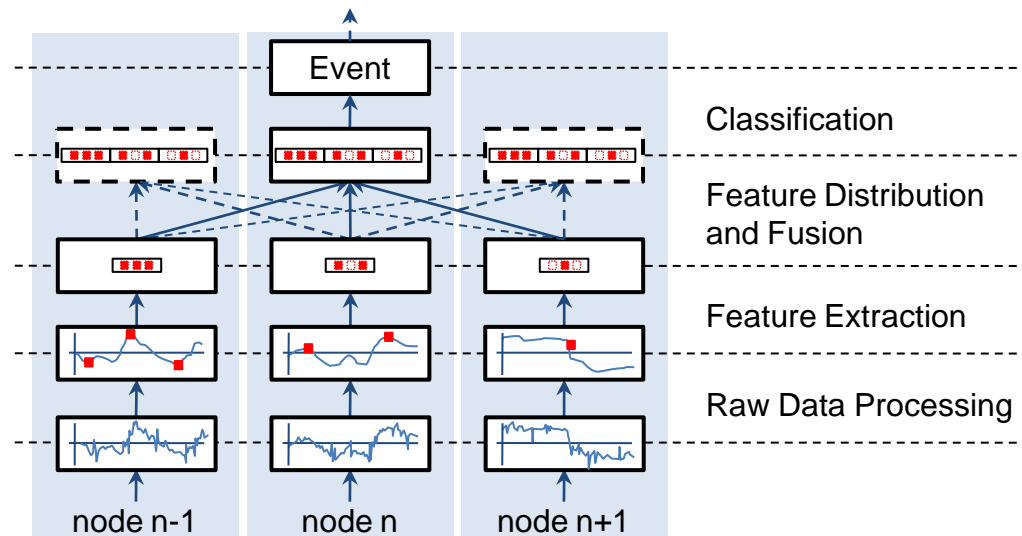 Event
Classification
Feature Distribution
and Fusion
Feature Extraction
Raw Data Processing
node n-1
node n
node n+1